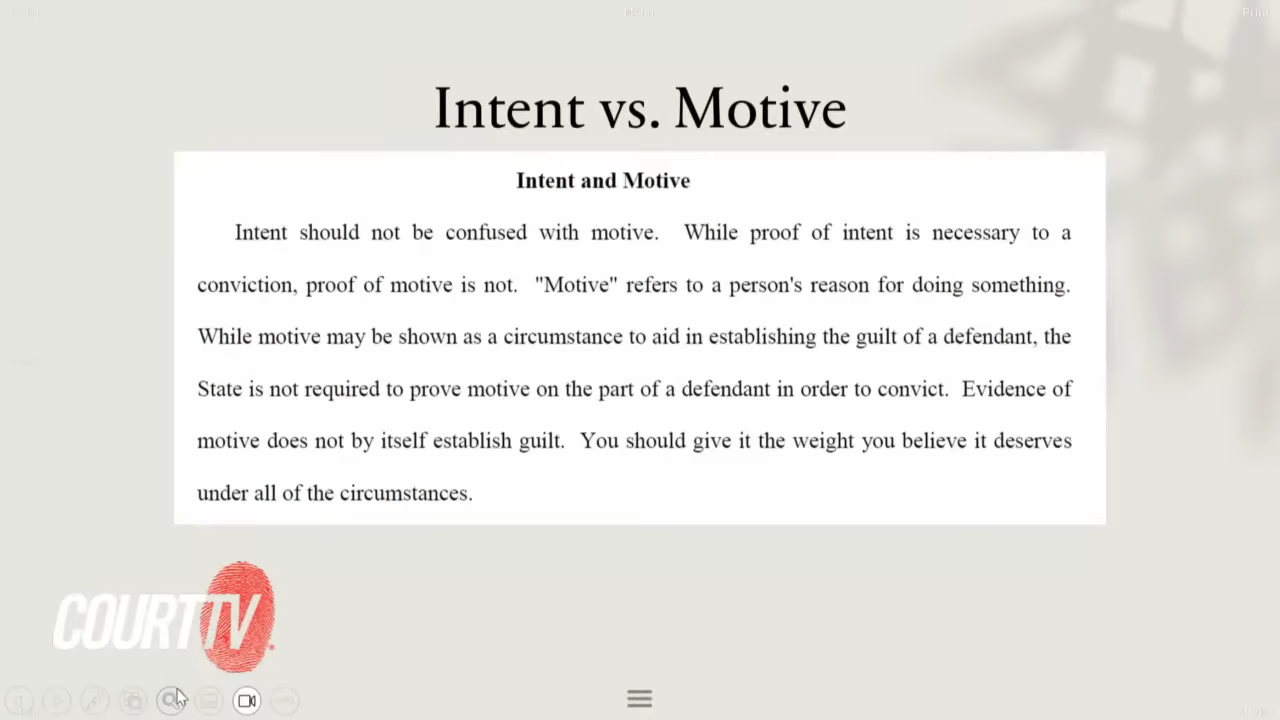 Intent vs. Motive
Intent and Motive
Intent should not be confused with motive. While proof of intent is necessary to a
conviction, proof of motive is not. "Motive" refers to a person's reason for doing something.
While motive may be shown as a circumstance to aid in establishing the guilt of a defendant, the
State is not required to prove motive on the part of a defendant in order to convict. Evidence of
motive does not by itself establish guilt. You should give it the weight you believe it deserves
under all of the circumstances.
COURT TV